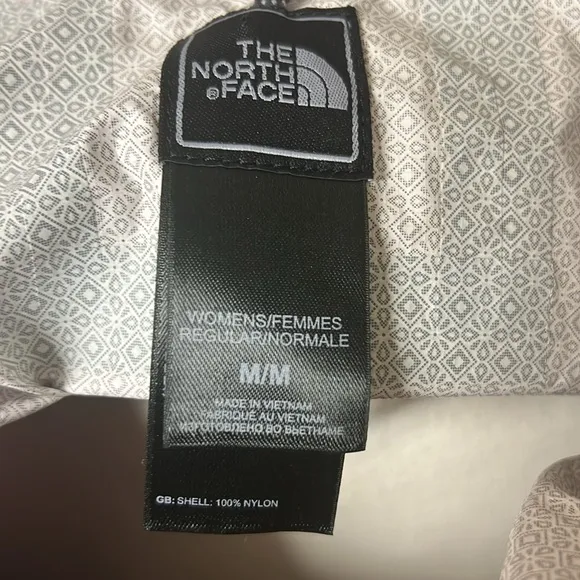 THE
NORTH
®FACE
WOMENS/FEMMES
REGULAR/NORMALE
M/M
MADE IN VIETNAM
FABRIQUE AU VIETNAM
ИЗГОТОВЛЕНО ВО ВЬЕТНАМЕ
GB: SHELL: 100% NYLON